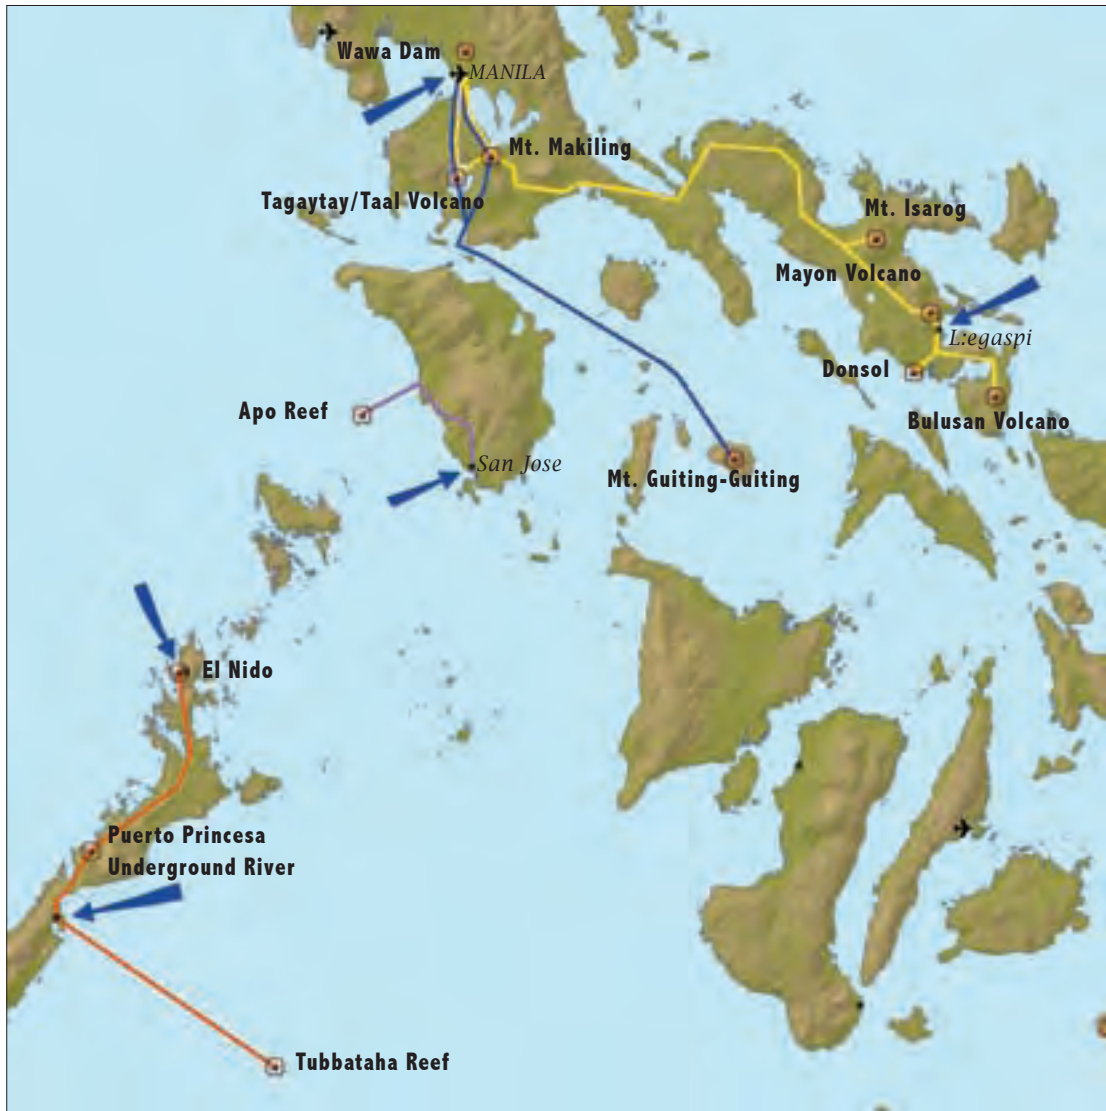 Wawa Dam
MANILA
Mt. Makiling
Tagaytay/Taal Volcano
Mt. Isarog
Mayon Volcano
L:egaspi
Donsol
Bulusan Volcano
Apo Reef
San Jose
Mt. Guiting-Guiting
El Nido
Puerto Princesa
Underground River
Tubbataha Reef